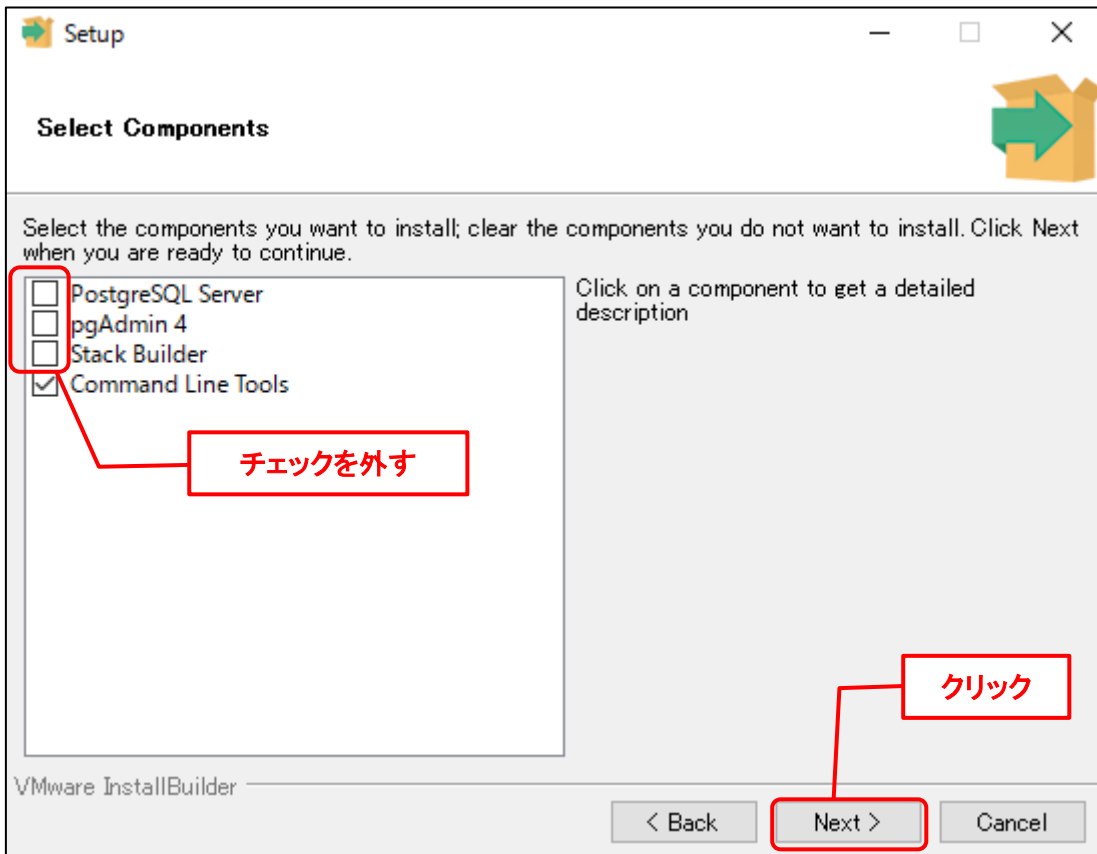 Setup
Select Components
Select the components you want to install; clear the components you do not want to install. Click Next
when you are ready to continue.
PostgreSQL Server
pgAdmin 4
Stack Builder
Command Line Tools
Click on a component to get a detailed
description
チェックを外す
クリック
VMware InstallBuilder
< Back
Next >
Cancel